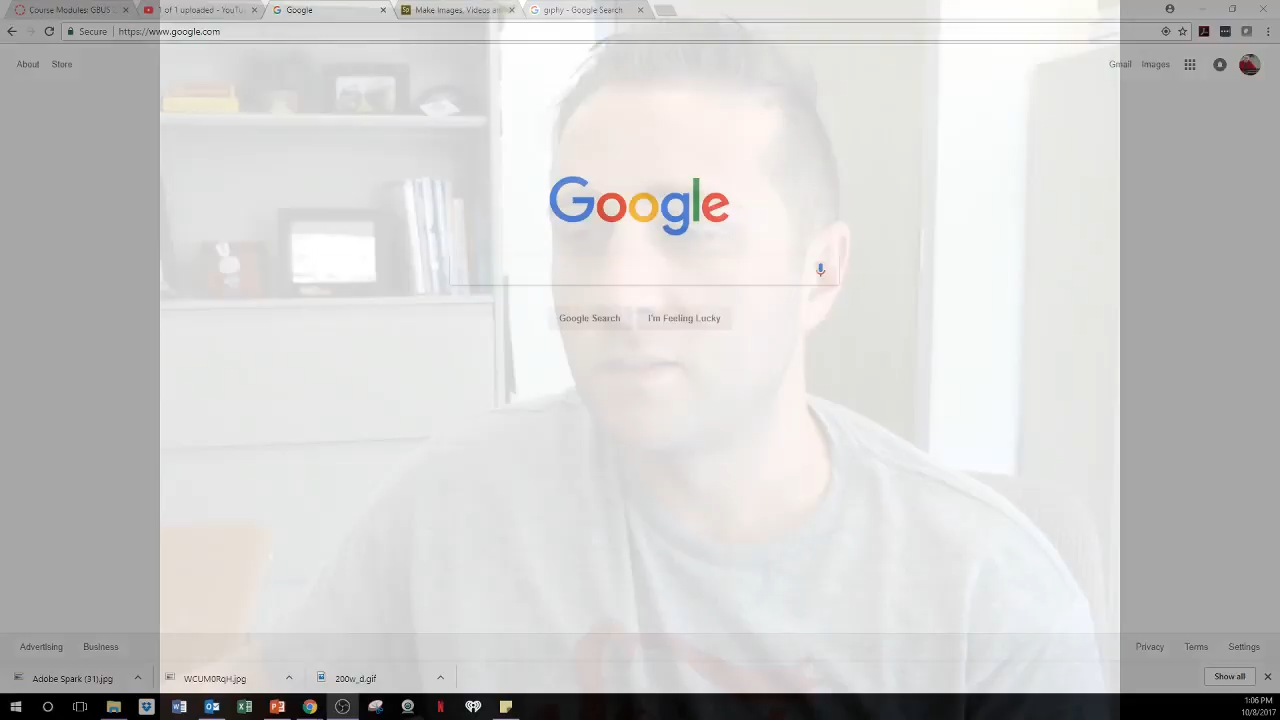 Course Modules: GBUS
1 of 1 uploaded - YouTu
Google
Make Images, Videos an
giphy - Google Search
Secure
https://www.google.com
About
Store
Gmail
Images
Google
Google Search
I'm Feeling Lucky
Advertising
Business
Privacy
Terms
Settings
Adobe Spark (31).jpg
WCUM0RqH.jpg
200w_d.gif
Show all
1:06 PM
10/8/2017